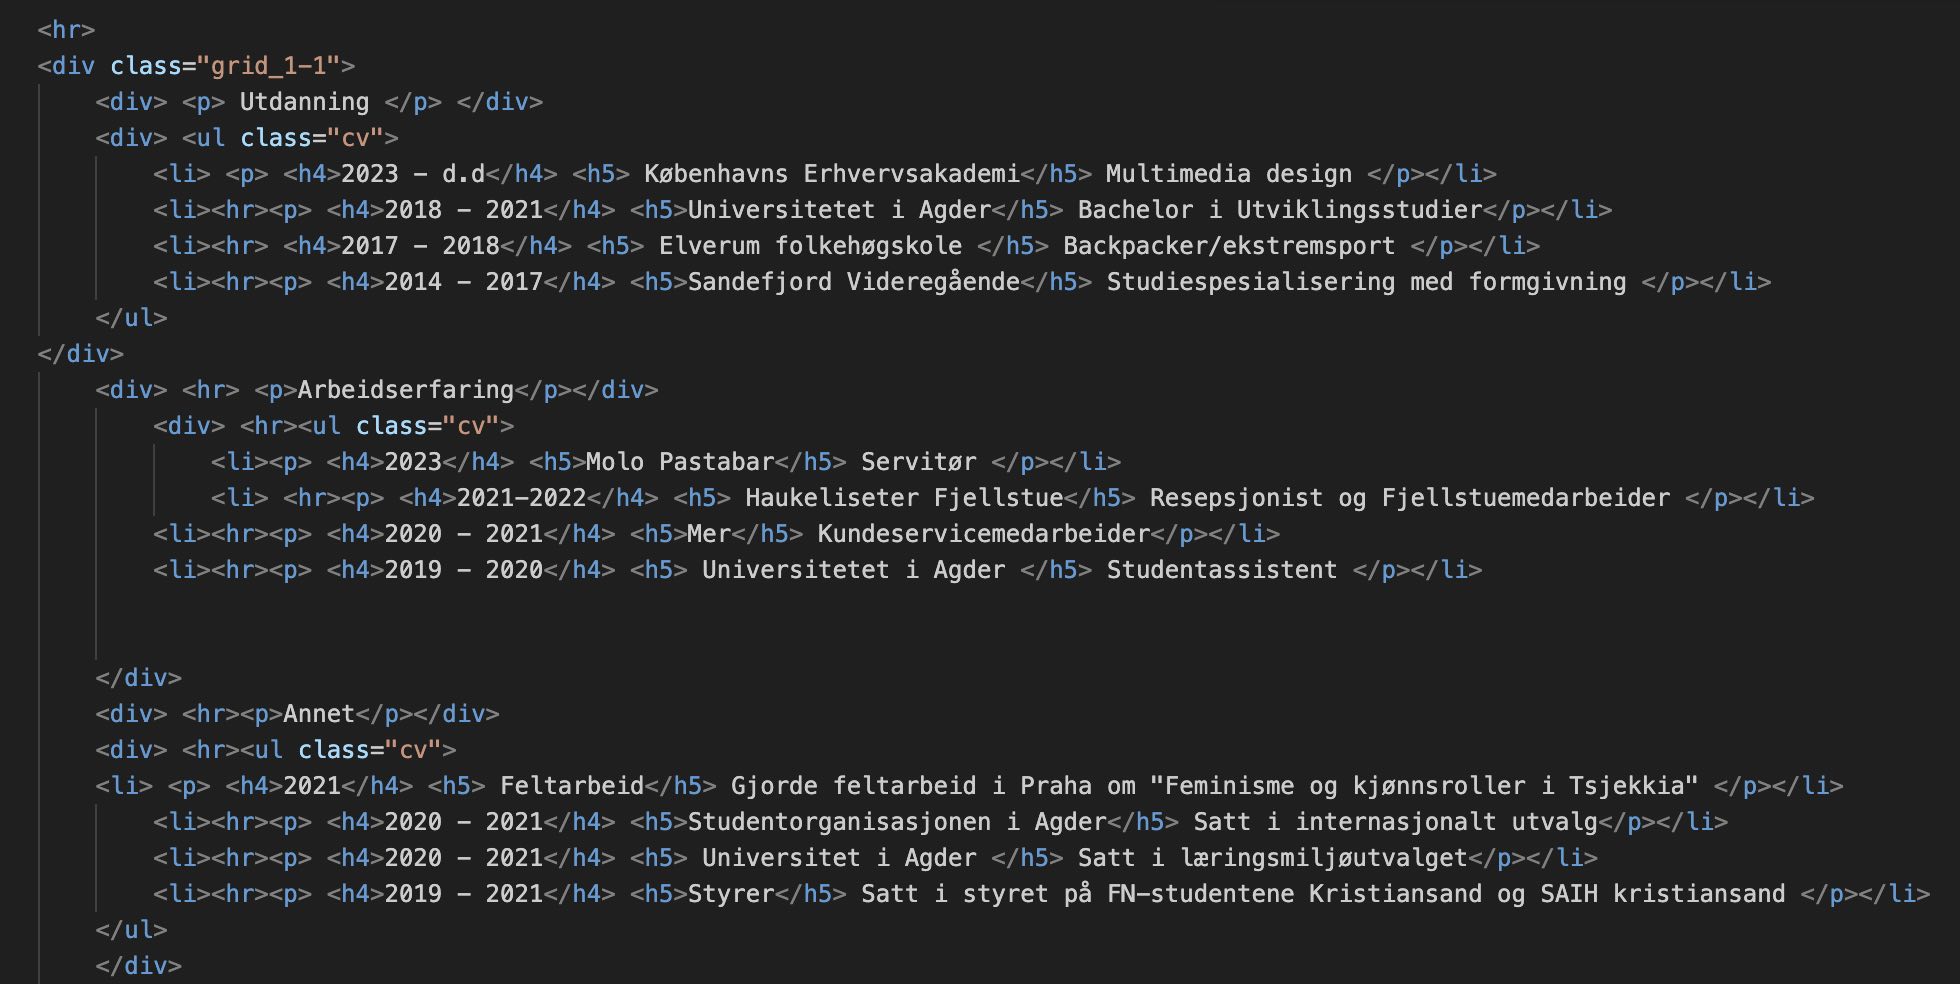 <hr>
<div class="grid_1-1">
<div> <p> Utdanning </p> </div>
<div> <ul class="cv">
<li> <p> <h4>2023 - d.d</h4> <h5> Københavns Erhvervsakademi</h5> Multimedia design </p></li>
<li><hr><p> <h4>2018 - 2021</h4> <h5>Universitetet i Agder</h5> Bachelor i Utviklingsstudier</p></li>
<li><hr> <h4>2017 - 2018</h4> <h5> Elverum folkehøgskole </h5> Backpacker/ekstremsport </p></li>
<li><hr><p> <h4>2014 - 2017</h4> <h5>Sandefjord Videregående</h5> Studiespesialisering med formgivning </p></li>
</ul>
</div>
<div> <hr> <p>Arbeidserfaring</p></div>
<div> <hr><ul class="cv">
<li><p> <h4>2023</h4> <h5>Molo Pastabar</h5> Servitør </p></li>
<li> <hr><p> <h4>2021-2022</h4> <h5> Haukeliseter Fjellstue</h5> Resepsjonist og Fjellstuemedarbeider </p></li>
<li><hr><p> <h4>2020 - 2021</h4> <h5>Mer</h5> Kundeservicemedarbeider</p></li>
<li><hr><p> <h4>2019 - 2020</h4> <h5> Universitetet i Agder </h5> Studentassistent </p></li>
</div>
<div> <hr><p>Annet</p></div>
<div> <hr><ul class="cv">
<li> <p> <h4>2021</h4> <h5> Feltarbeid</h5> Gjorde feltarbeid i Praha om "Feminisme og kjønnsroller i Tsjekkia" </p></li>
<li><hr><p> <h4>2020 - 2021</h4> <h5>Studentorganisasjonen i Agder</h5> Satt i internasjonalt utvalg</p></li>
<li><hr><p> <h4>2020 - 2021</h4> <h5> Universitet i Agder </h5> Satt i læringsmiljøutvalget</p></li>
<li><hr><p> <h4>2019 - 2021</h4> <h5>Styrer</h5> Satt i styret på FN-studentene Kristiansand og SAIH kristiansand </p></li>
</ul>
</div>